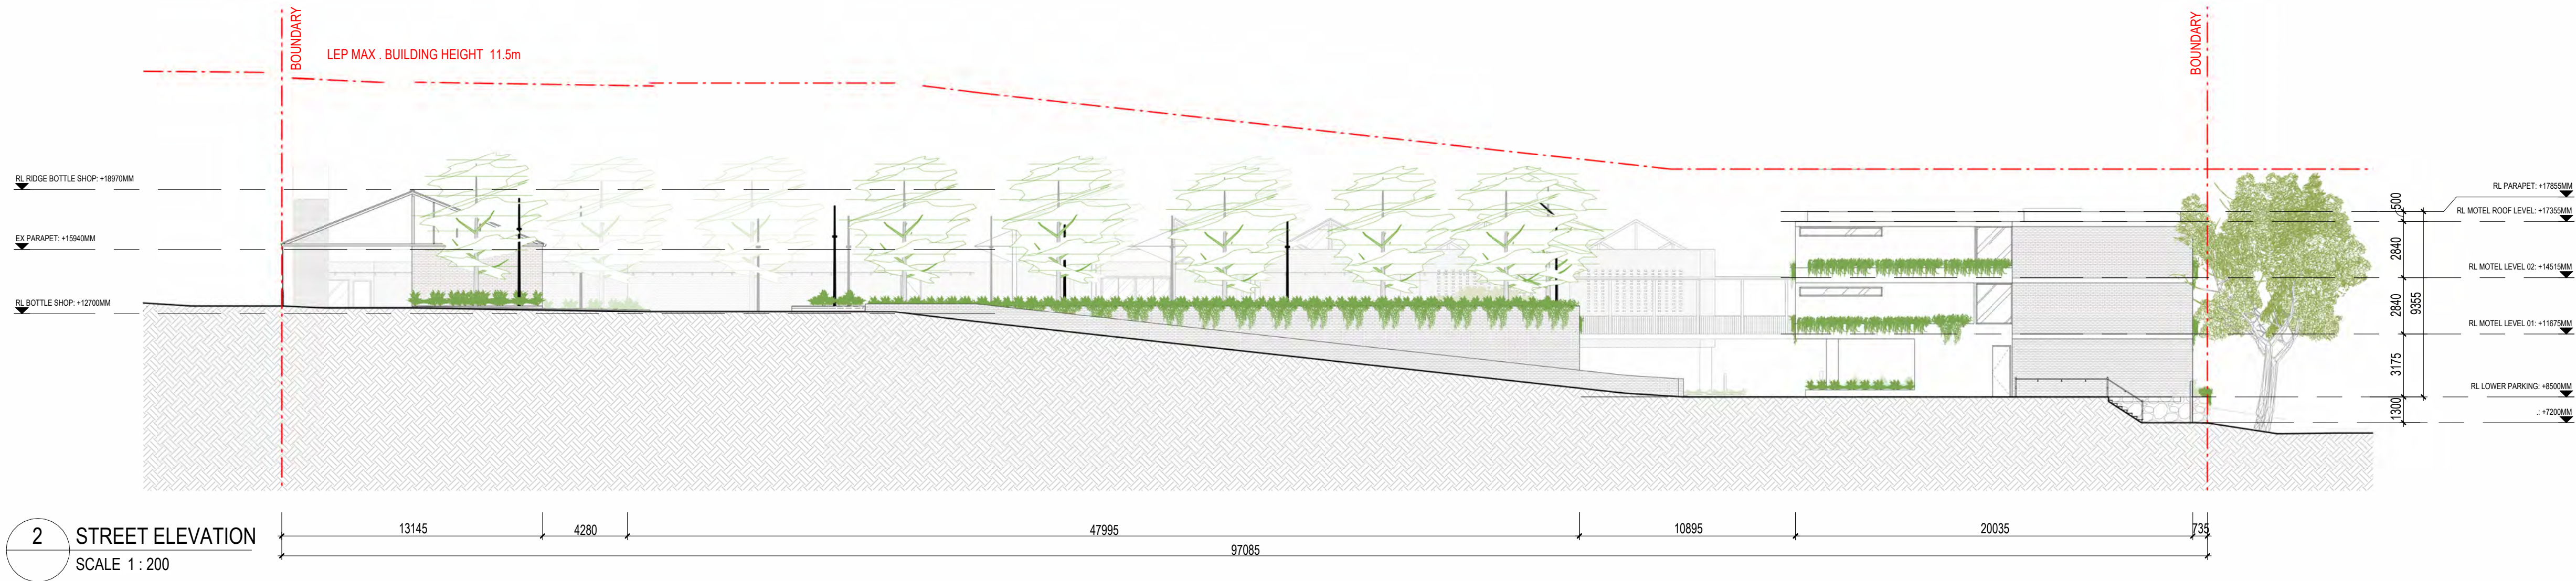 BOUNDARY
LEP MAX . BUILDING HEIGHT 11.5m
BOUNDARY
RL RIDGE BOTTLE SHOP: +18970MM
EX PARAPET: +15940MM
RL BOTTLE SHOP: +12700MM
RL PARAPET: +17855MM
RL MOTEL ROOF LEVEL: +17355MM
RL MOTEL LEVEL 02: +14515MM
RL MOTEL LEVEL 01: +11675MM
RL LOWER PARKING: +8500MM
.: +7200MM
500
2840
2840
9355
3175
1300
13145
4280
47995
10895
20035
735
97085
2 STREET ELEVATION
SCALE 1 : 200